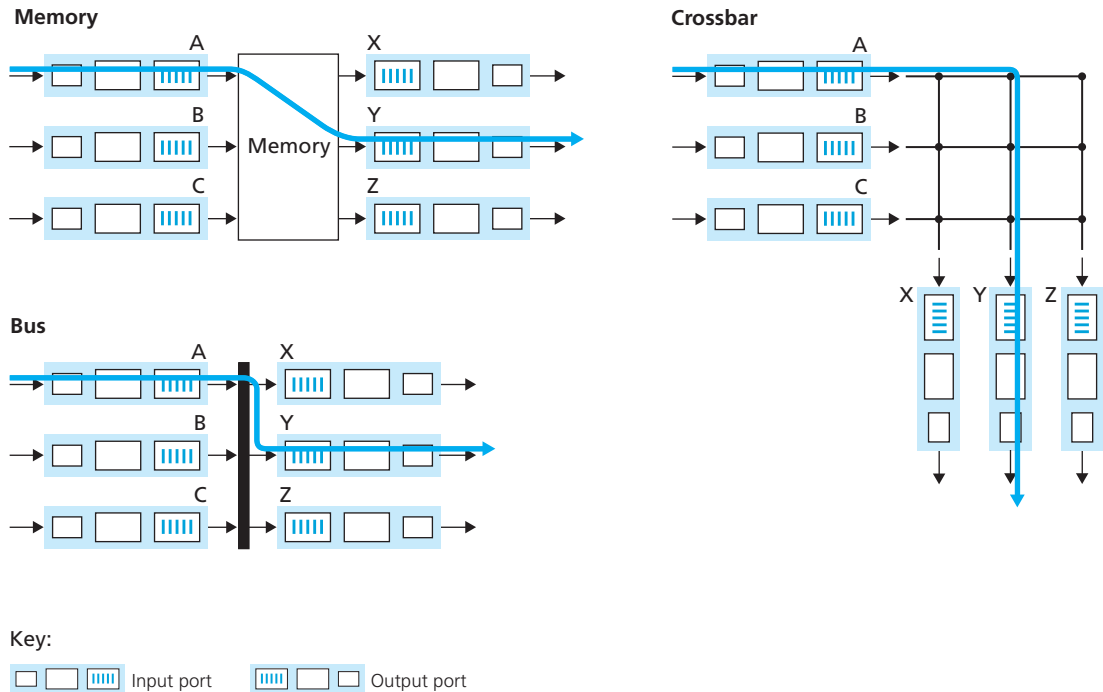 Memory
A
X
B
Y
Memory
C
Z
Crossbar
A
B
C
X
Y
Z
Bus
A
X
B
Y
C
Z
Key:
Input port
Output port